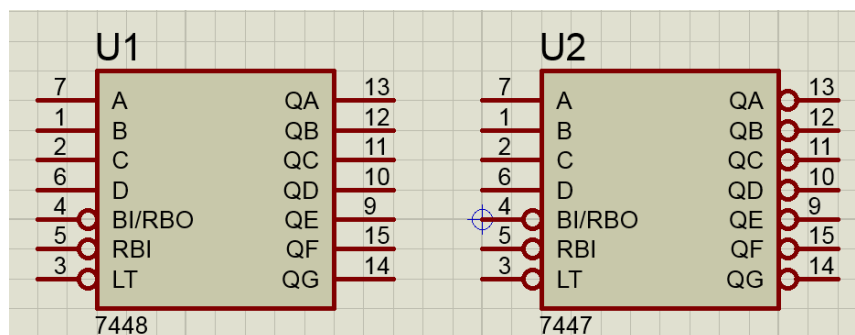 U1
7 A QA 13
1 B QB 12
2 C QC 11
6 D QD 10
4 BI/RBO QE 9
5 RBI QF 15
3 LT QG 14
7448
U2
7 A QA 13
1 B QB 12
2 C QC 11
6 D QD 10
4 BI/RBO QE 9
5 RBI QF 15
3 LT QG 14
7447